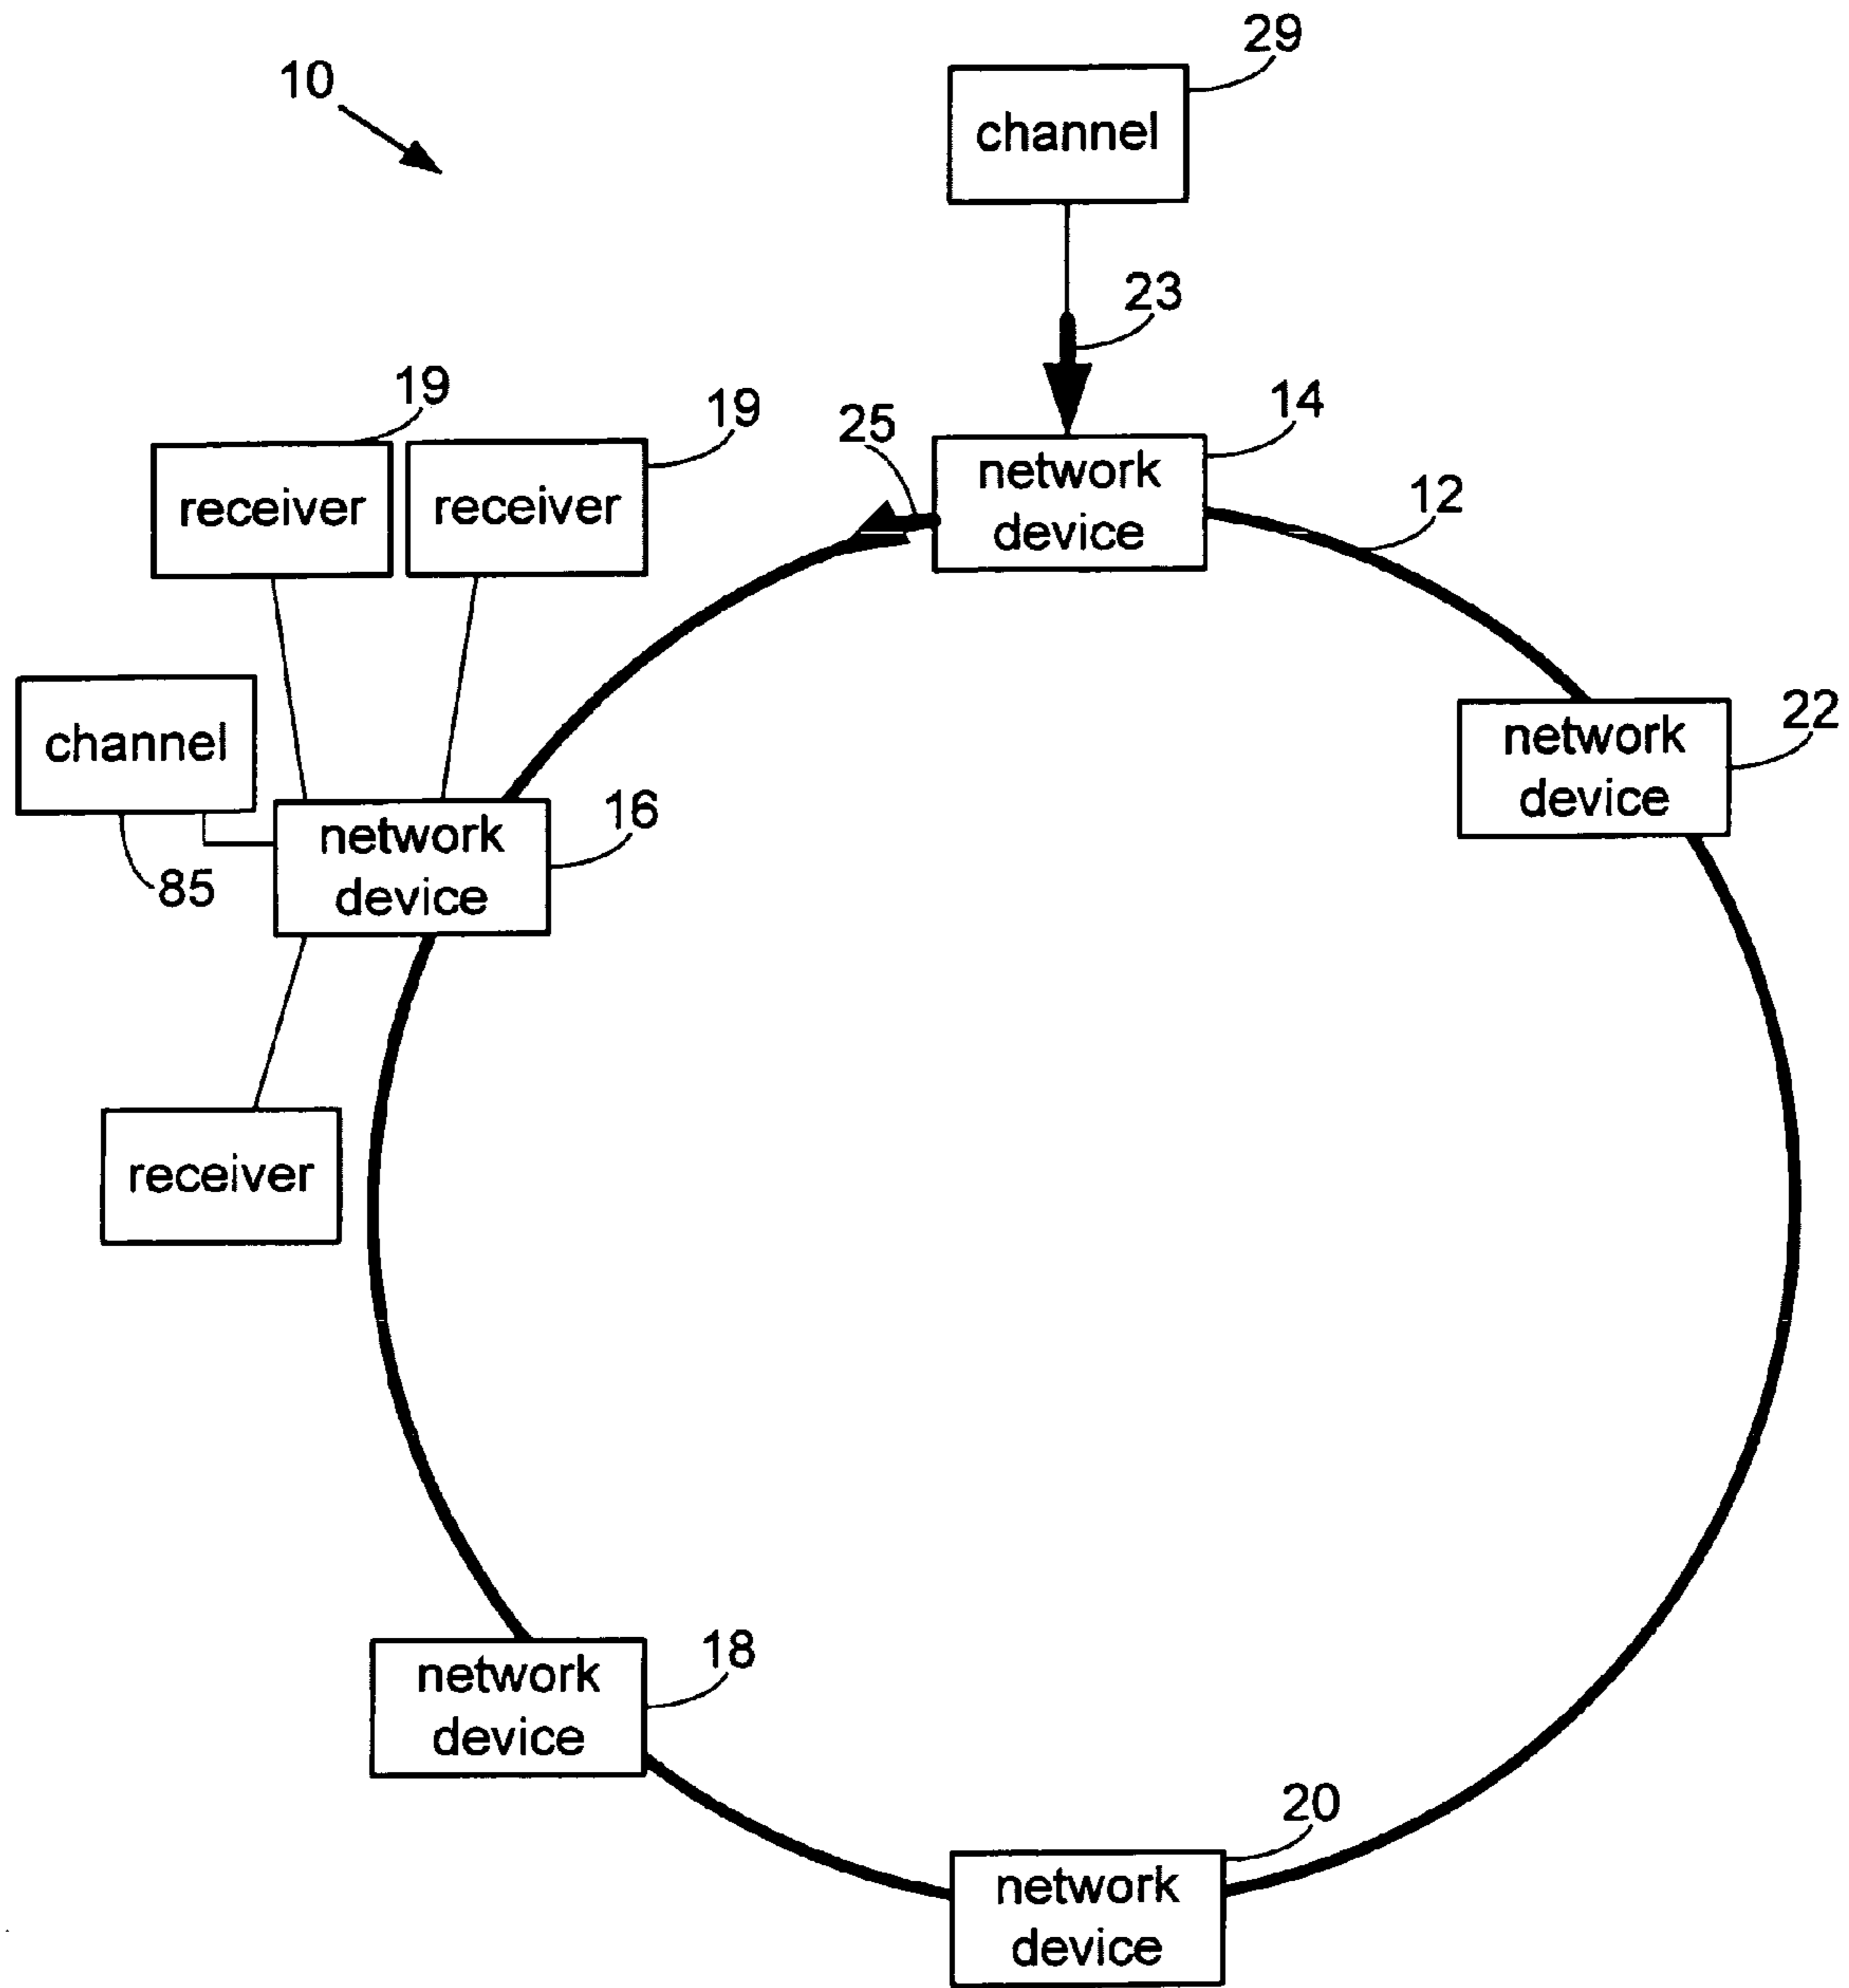 29
10
channel
23
19
19
14
25
network
device
12
receiver
receiver
channel
22
network
device
16
network
device
85
receiver
18
network
device
20
network
device